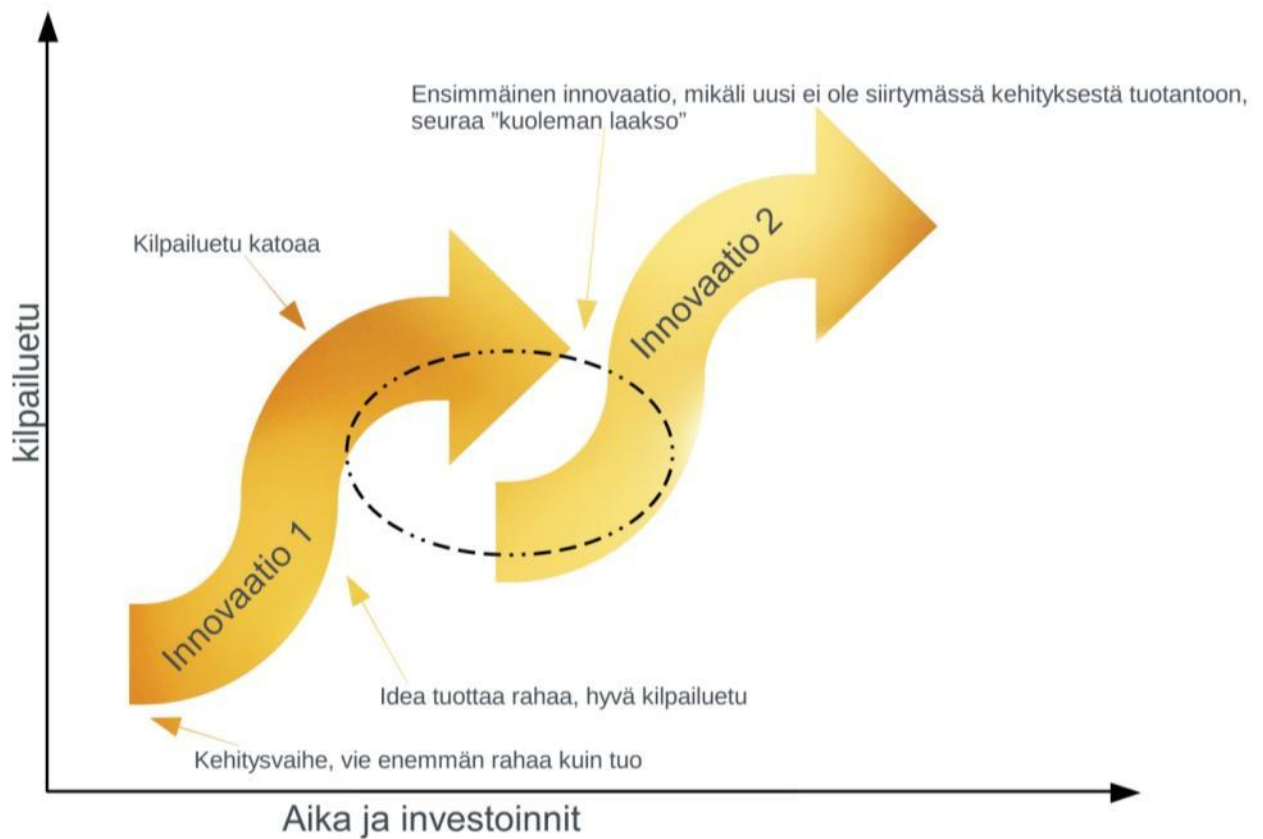 Ensimmäinen innovaatio, mikäli uusi ei ole siirtymässä kehityksestä tuotantoon,
seuraa ”kuoleman laakso”
Kilpailuetu katoaa
Innovaatio 2
kilpailuetu
Innovaatio 1
Idea tuottaa rahaa, hyvä kilpailuetu
Kehitysvaihe, vie enemmän rahaa kuin tuo
Aika ja investoinnit